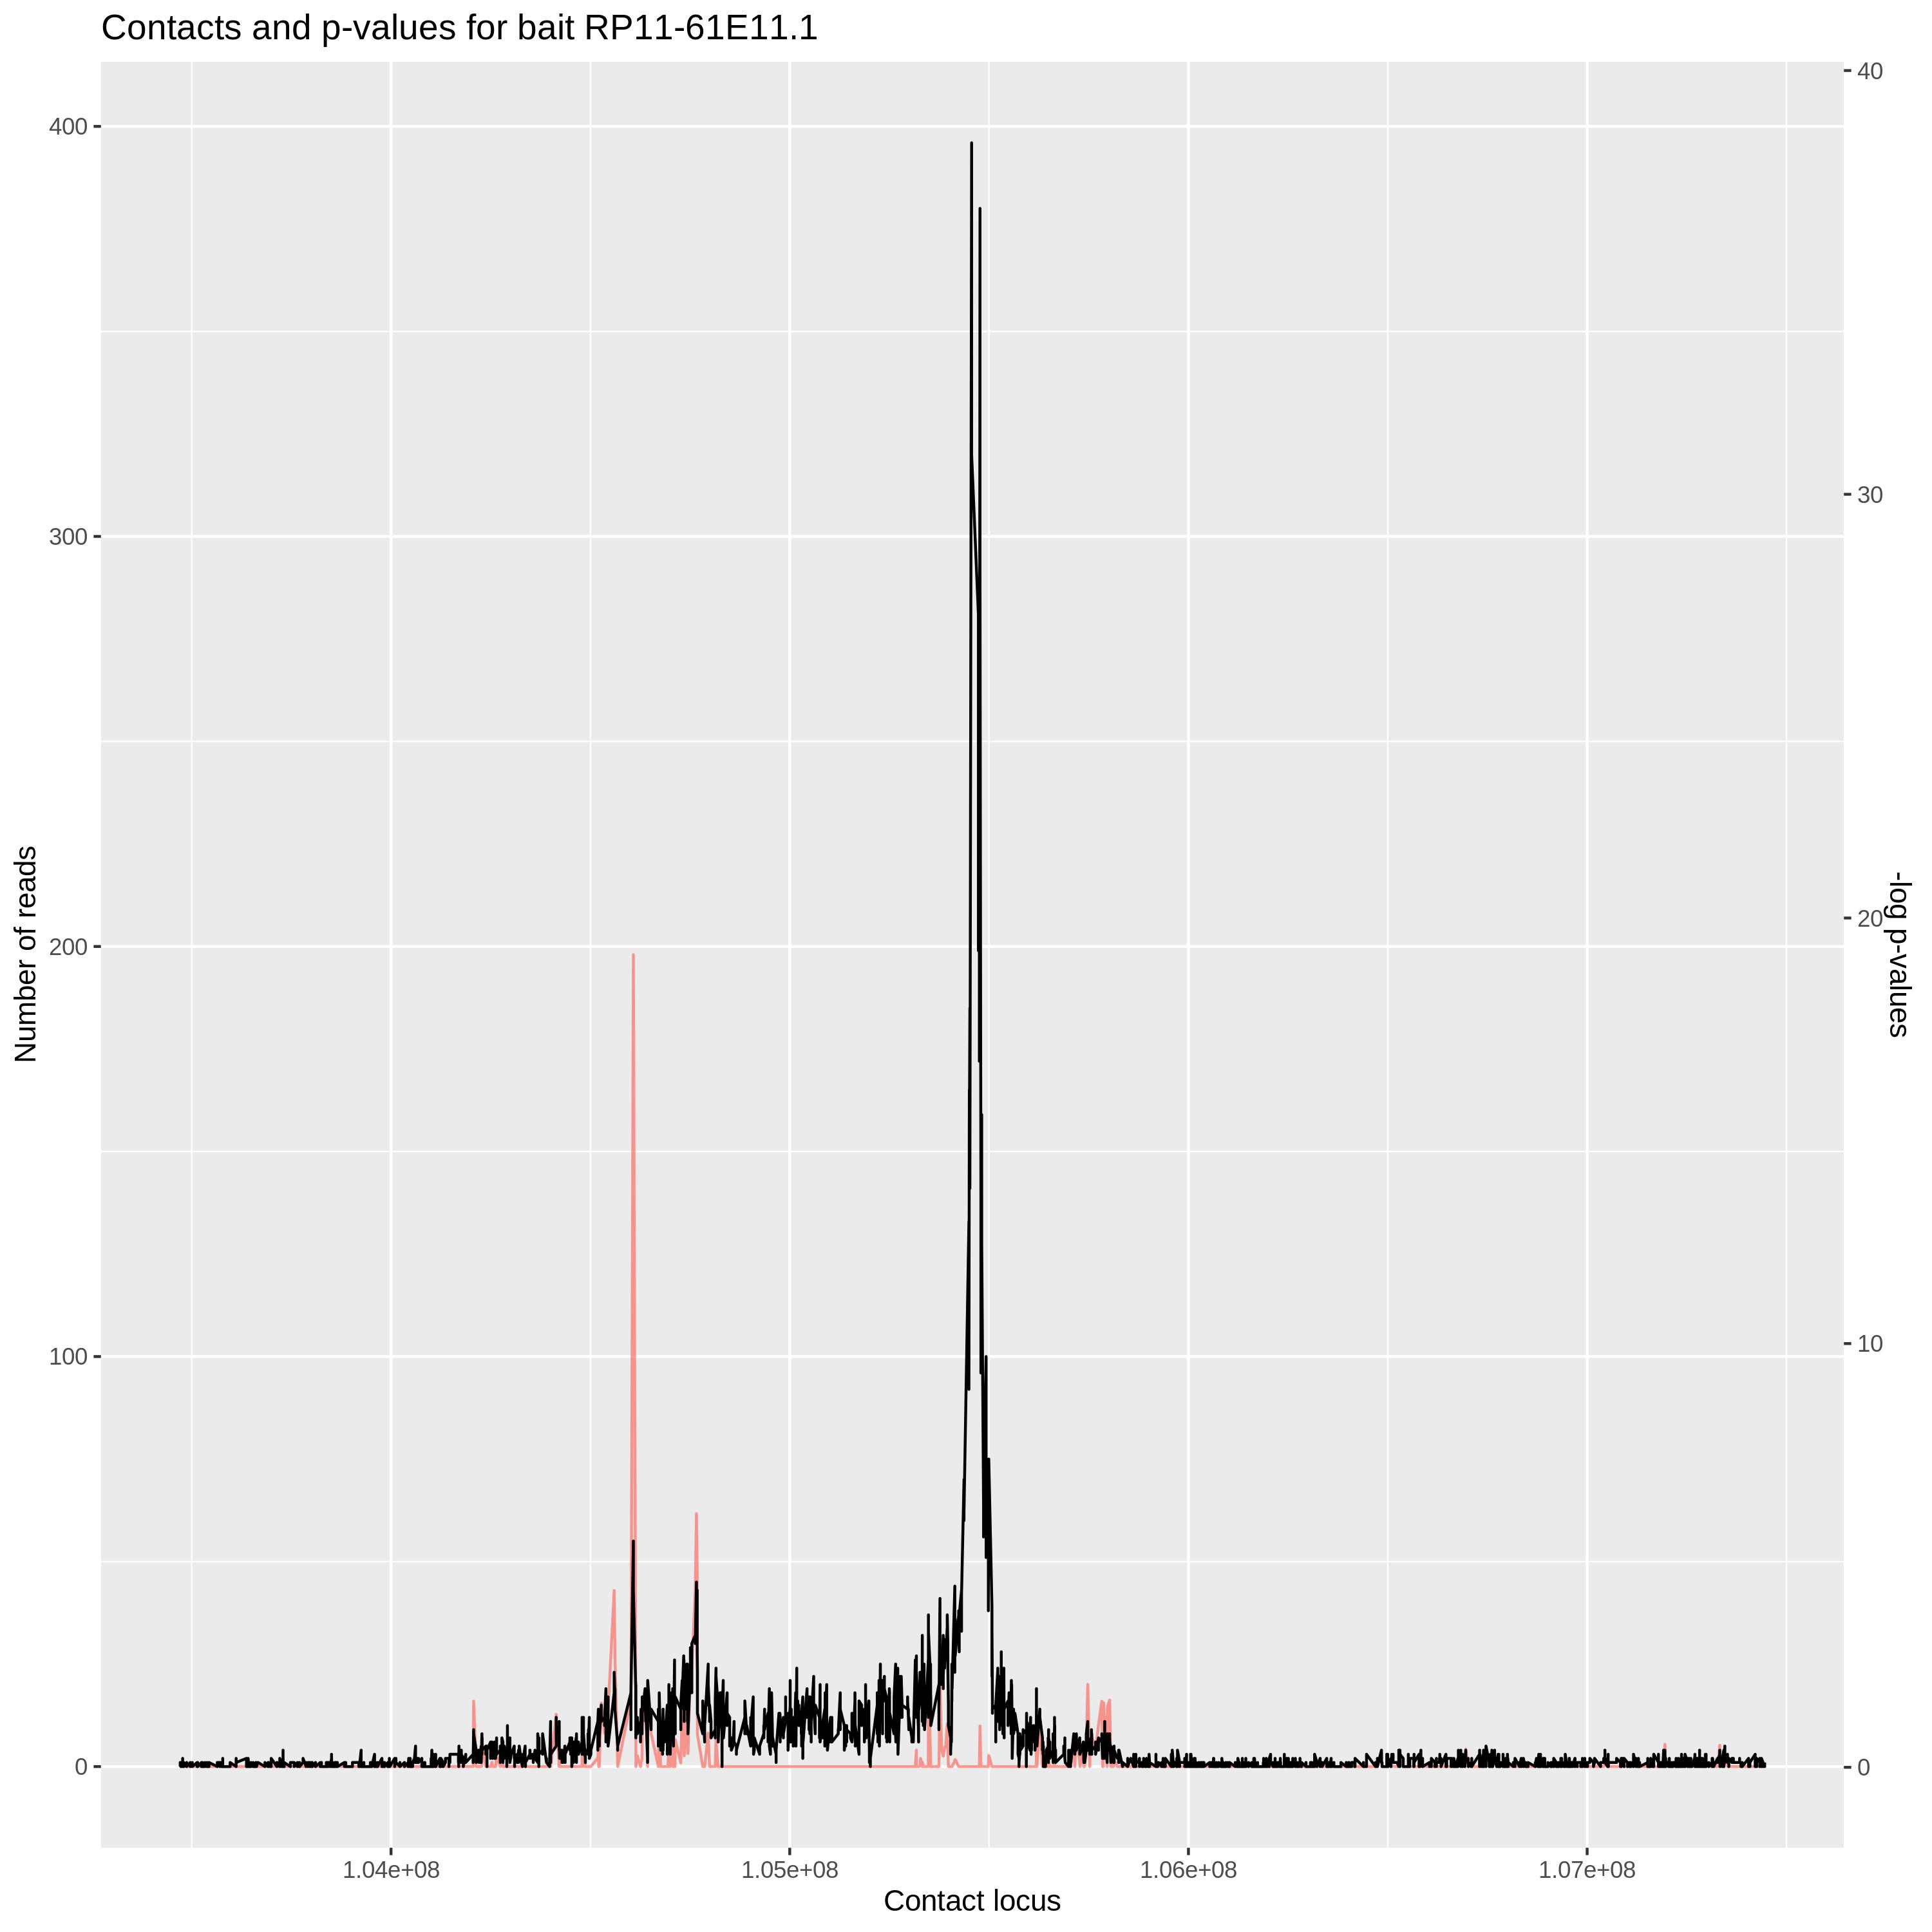 Contacts and p-values for bait RP11-61E11.1
400
300
200
100
0
Number of reads
40
30
20
10
0
-log p-values
1.04e+08
1.05e+08
1.06e+08
1.07e+08
Contact locus